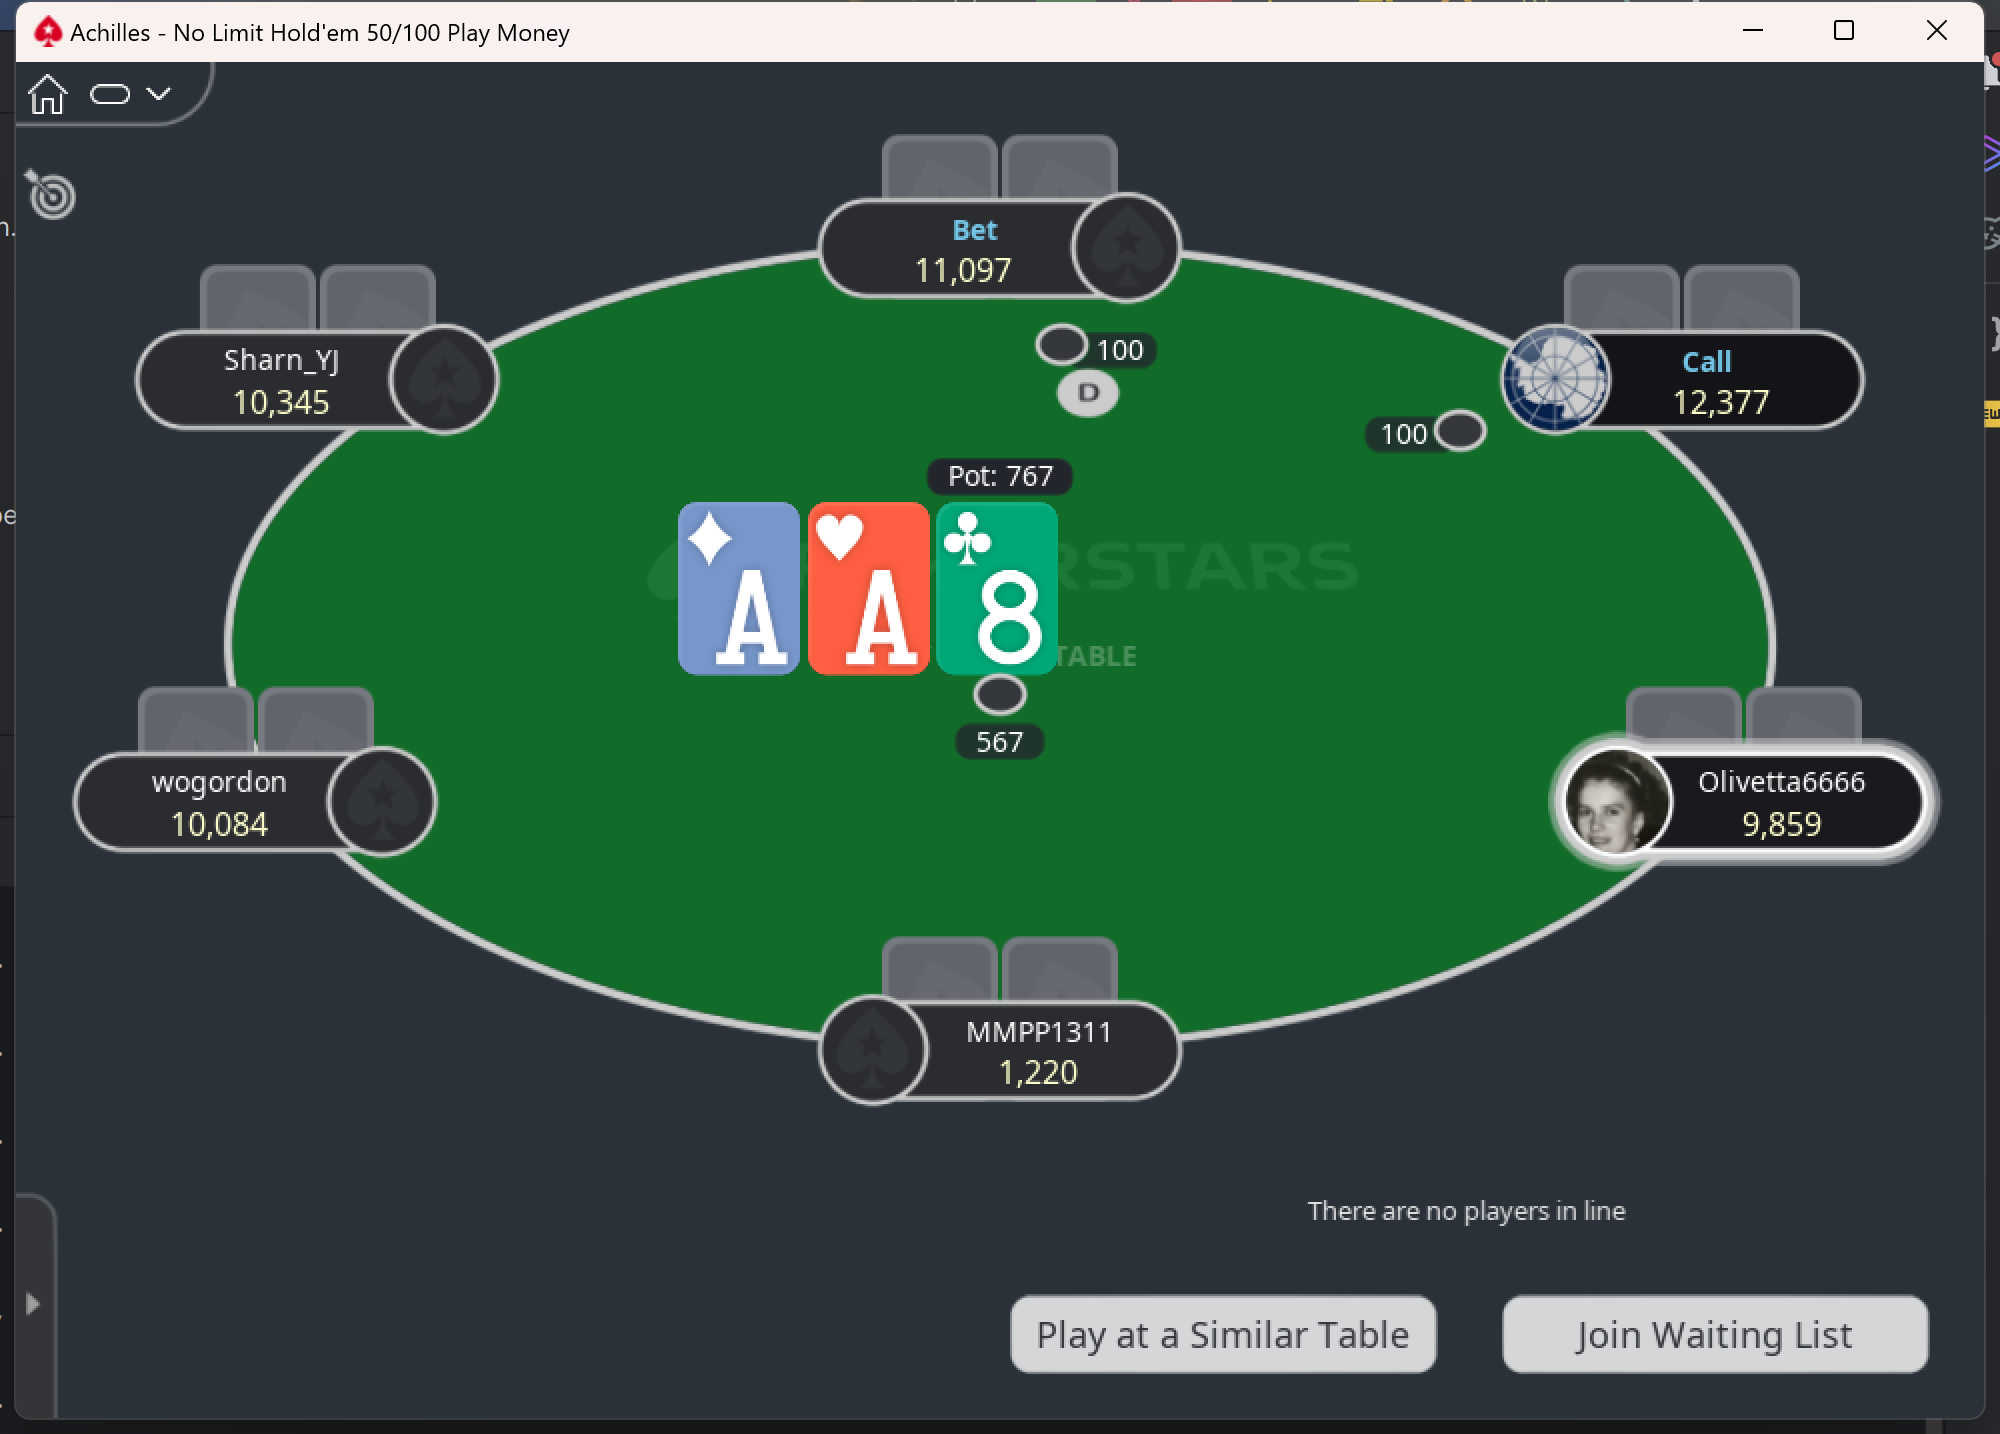 Achilles - No Limit Hold'em 50/100 Play Money
Bet
11,097
Sharn_YJ
10,345
100
D
Call
12,377
100
Pot: 767
A
A
8
RSTARS
TABLE
567
wogordon
10,084
Olivetta6666
9,859
MMPP1311
1,220
There are no players in line
Play at a Similar Table
Join Waiting List